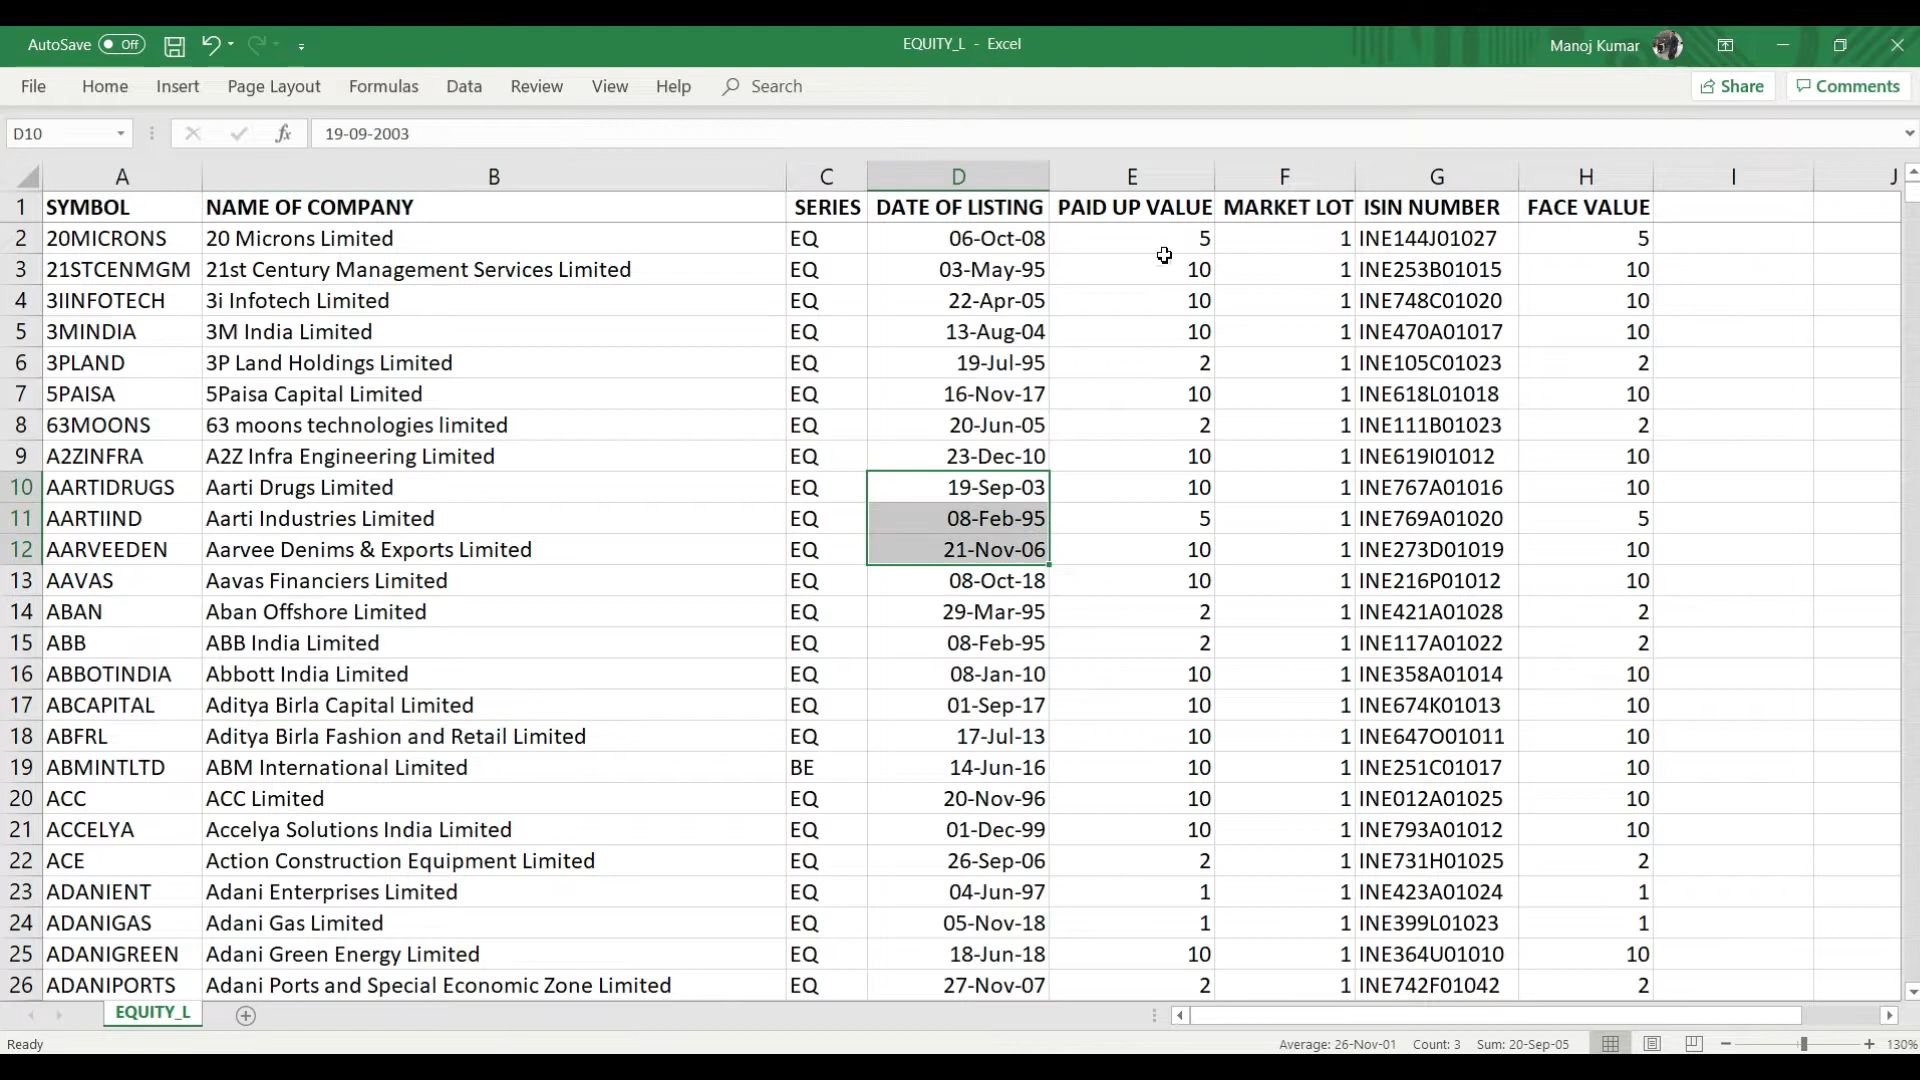 AutoSave Off EQUITY_L - Excel Manoj Kumar
File Home Insert Page Layout Formulas Data Review View Help Search Share Comments
D10 fx 19-09-2003
A B C D E F G H I J
1 SYMBOL NAME OF COMPANY SERIES DATE OF LISTING PAID UP VALUE MARKET LOT ISIN NUMBER FACE VALUE
2 20MICRONS 20 Microns Limited EQ 06-Oct-08 5 1 INE144J01027 5
3 21STCENMGM 21st Century Management Services Limited EQ 03-May-95 10 1 INE253B01015 10
4 3IINFOTECH 3i Infotech Limited EQ 22-Apr-05 10 1 INE748C01020 10
5 3MINDIA 3M India Limited EQ 13-Aug-04 10 1 INE470A01017 10
6 3PLAND 3P Land Holdings Limited EQ 19-Jul-95 2 1 INE105C01023 2
7 5PAISA 5Paisa Capital Limited EQ 16-Nov-17 10 1 INE618L01018 10
8 63MOONS 63 moons technologies limited EQ 20-Jun-05 2 1 INE111B01023 2
9 A2ZINFRA A2Z Infra Engineering Limited EQ 23-Dec-10 10 1 INE619I01012 10
10 AARTIDRUGS Aarti Drugs Limited EQ 19-Sep-03 10 1 INE767A01016 10
11 AARTIIND Aarti Industries Limited EQ 08-Feb-95 5 1 INE769A01020 5
12 AARVEEDEN Aarvee Denims & Exports Limited EQ 21-Nov-06 10 1 INE273D01019 10
13 AAVAS Aavas Financiers Limited EQ 08-Oct-18 10 1 INE216P01012 10
14 ABAN Aban Offshore Limited EQ 29-Mar-95 2 1 INE421A01028 2
15 ABB ABB India Limited EQ 08-Feb-95 2 1 INE117A01022 2
16 ABBOTINDIA Abbott India Limited EQ 08-Jan-10 10 1 INE358A01014 10
17 ABCAPITAL Aditya Birla Capital Limited EQ 01-Sep-17 10 1 INE674K01013 10
18 ABFRL Aditya Birla Fashion and Retail Limited EQ 17-Jul-13 10 1 INE647O01011 10
19 ABMINTLTD ABM International Limited BE 14-Jun-16 10 1 INE251C01017 10
20 ACC ACC Limited EQ 20-Nov-96 10 1 INE012A01025 10
21 ACCELYA Accelya Solutions India Limited EQ 01-Dec-99 10 1 INE793A01012 10
22 ACE Action Construction Equipment Limited EQ 26-Sep-06 2 1 INE731H01025 2
23 ADANIENT Adani Enterprises Limited EQ 04-Jun-97 1 1 INE423A01024 1
24 ADANIGAS Adani Gas Limited EQ 05-Nov-18 1 1 INE399L01023 1
25 ADANIGREEN Adani Green Energy Limited EQ 18-Jun-18 10 1 INE364U01010 10
26 ADANIPORTS Adani Ports and Special Economic Zone Limited EQ 27-Nov-07 2 1 INE742F01042 2
EQUITY_L
Ready Average: 26-Nov-01 Count: 3 Sum: 20-Sep-05 130%